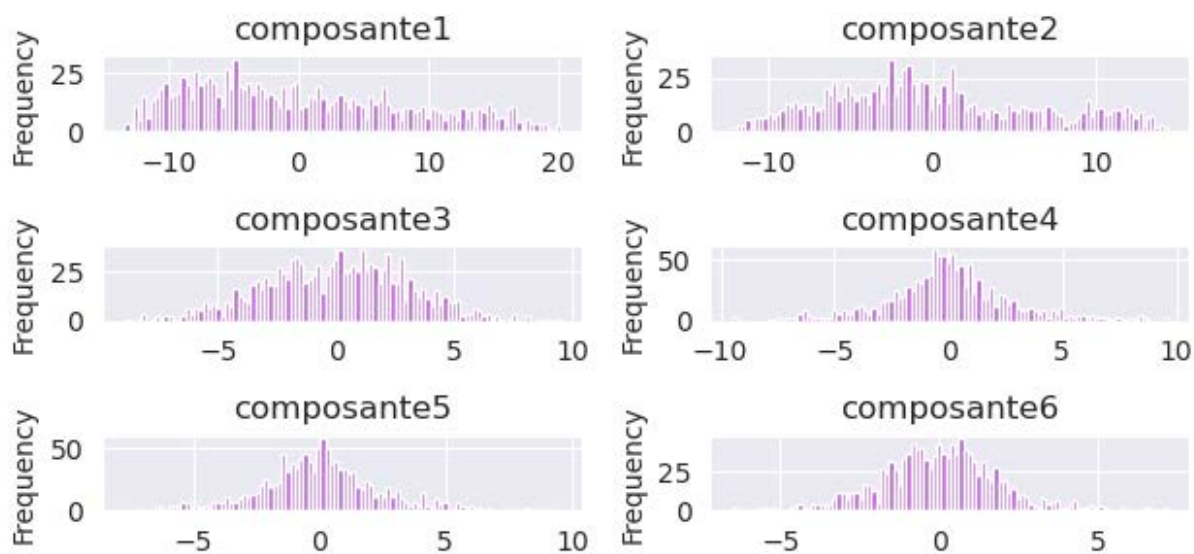 composante1
Frequency
25
0
−10 0 10 20
composante2
Frequency
25
0
−10 0 10
composante3
Frequency
25
0
−5 0 5 10
composante4
Frequency
50
0
−10 −5 0 5 10
composante5
Frequency
50
0
−5 0 5 10
composante6
Frequency
25
0
−5 0 5